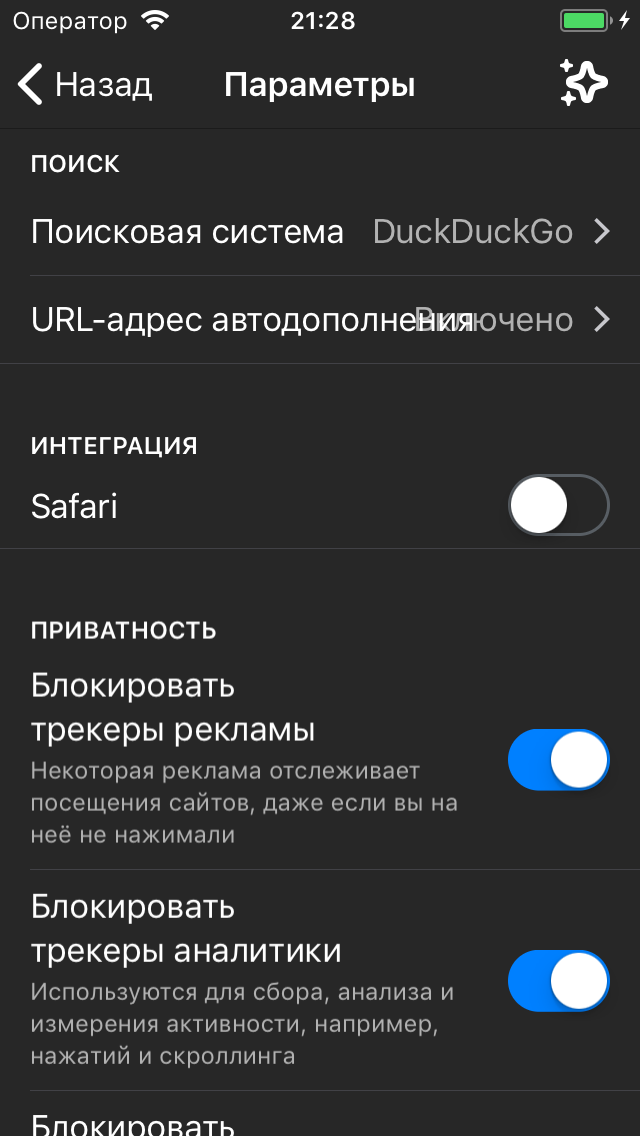 Оператор 21:28
Назад Параметры
ПОИСК
Поисковая система DuckDuckGo
URL-адрес автодополнения Включено
ИНТЕГРАЦИЯ
Safari
ПРИВАТНОСТЬ
Блокировать
трекеры рекламы
Некоторая реклама отслеживает
посещения сайтов, даже если вы на
неё не нажимали
Блокировать
трекеры аналитики
Используются для сбора, анализа и
измерения активности, например,
нажатий и скроллинга
Блокировать